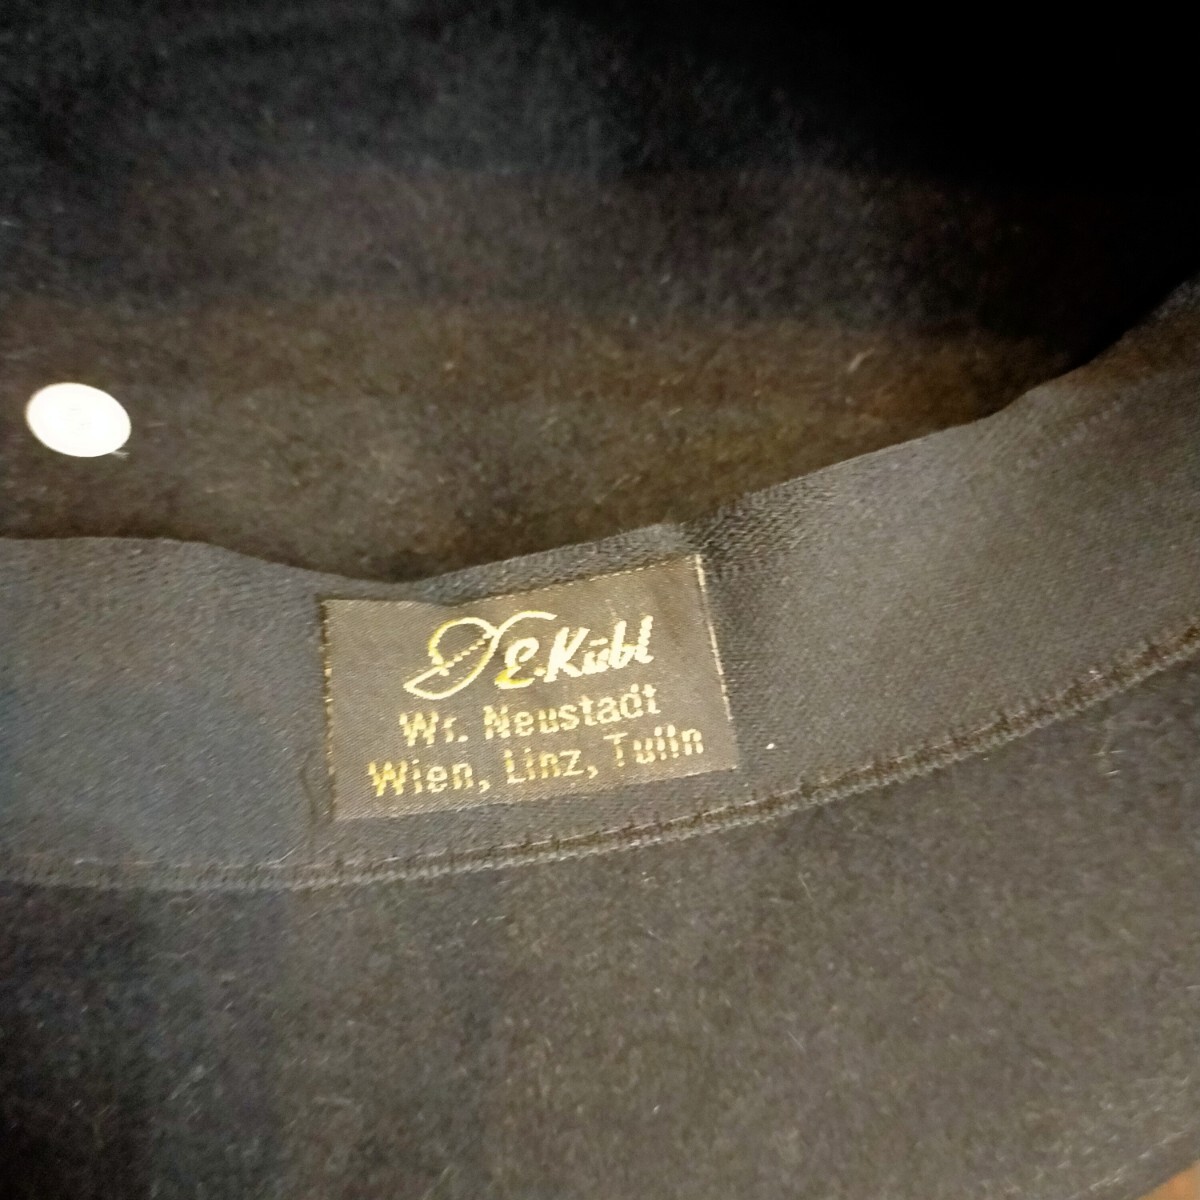 E. Kübl
Wr. Neustadt
Wien, Linz, Tulln